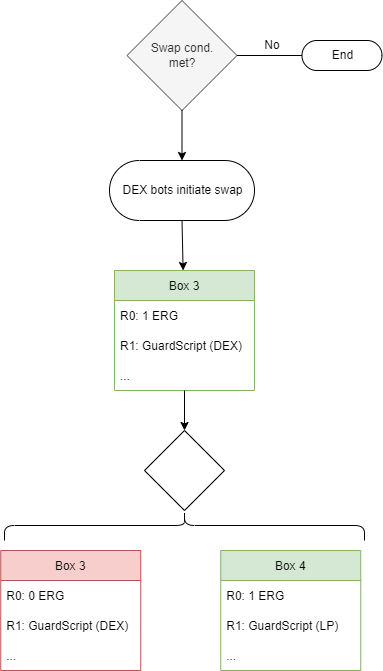 Swap cond.
met?
No
End
DEX bots initiate swap
Box 3
R0: 1 ERG
R1: GuardScript (DEX)
...
Box 3
R0: 0 ERG
R1: GuardScript (DEX)
...
Box 4
R0: 1 ERG
R1: GuardScript (LP)
...